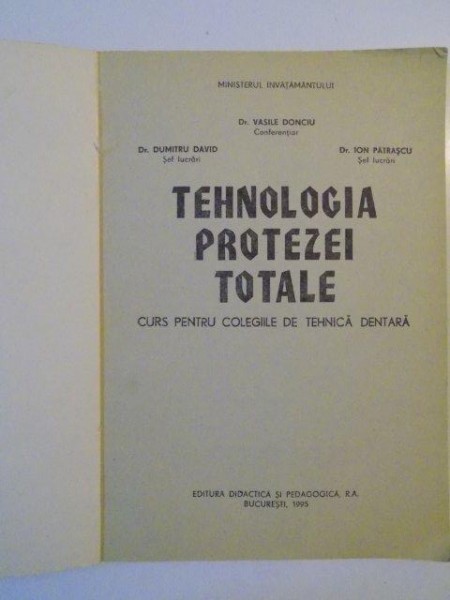 MINISTERUL INVĂȚĂMÂNTULUI
Dr. VASILE DONCIU
Conferențiar
Dr. DUMITRU DAVID
Șef lucrări
Dr. ION PĂTRAȘCU
Șef lucrări
TEHNOLOGIA
PROTEZEI
TOTALE
CURS PENTRU COLEGIILE DE TEHNICĂ DENTARĂ
EDITURA DIDACTICĂ ȘI PEDAGOGICĂ, R.A.
BUCUREȘTI, 1995